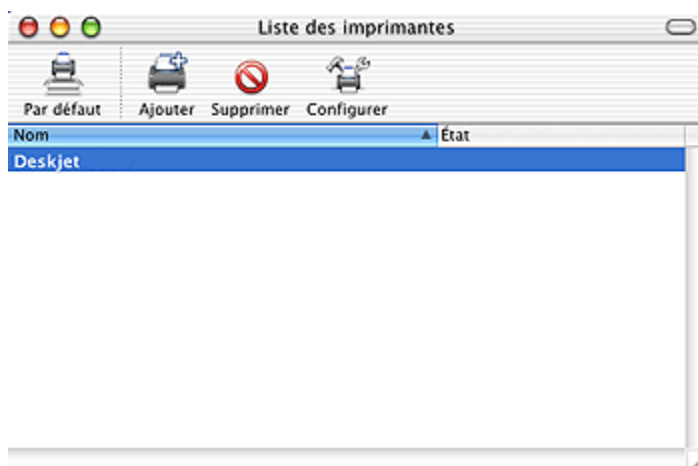 Liste des imprimantes
Par défaut Ajouter Supprimer Configurer
Nom État
Deskjet